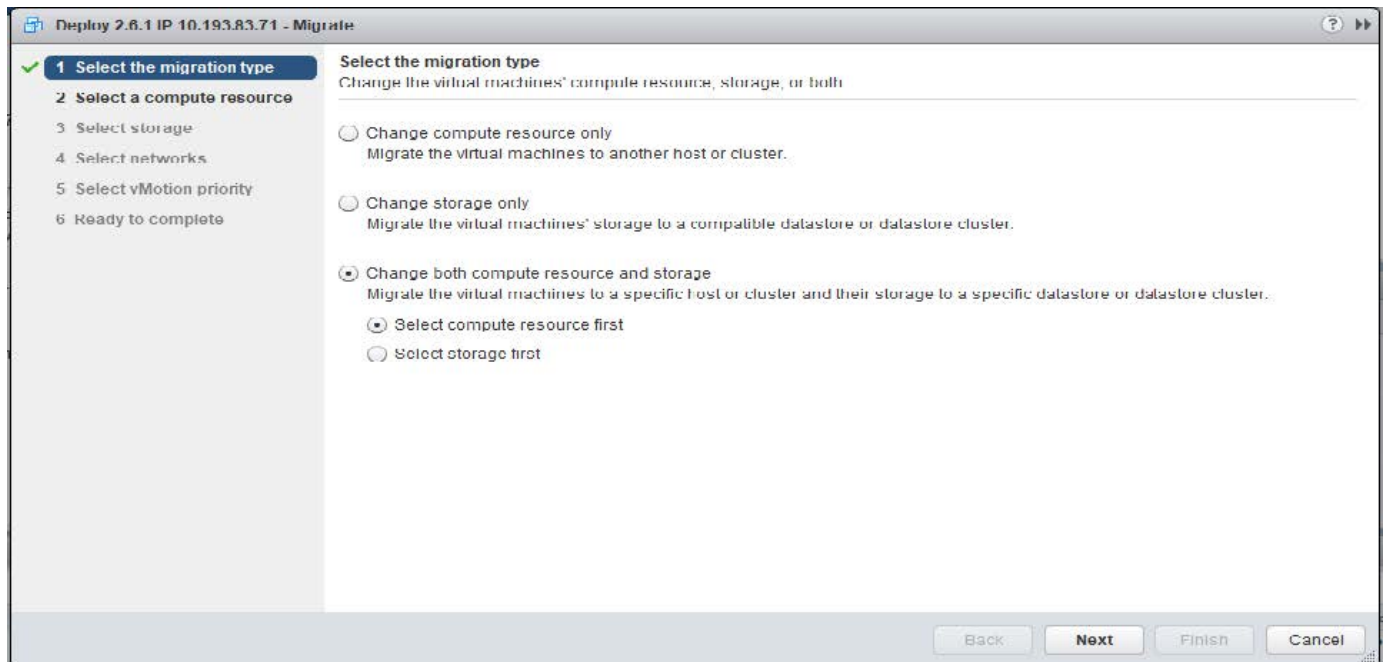 Deploy 2.6.1 IP 10.193.83.71 - Migrate
1 Select the migration type
2 Select a compute resource
3 Select storage
4 Select networks
5 Select vMotion priority
6 Ready to complete
Select the migration type
Change the virtual machines' compute resource, storage, or both
Change compute resource only
Migrate the virtual machines to another host or cluster.
Change storage only
Migrate the virtual machines' storage to a compatible datastore or datastore cluster.
Change both compute resource and storage
Migrate the virtual machines to a specific host or cluster and their storage to a specific datastore or datastore cluster.
Select compute resource first
Select storage first
Back Next Finish Cancel